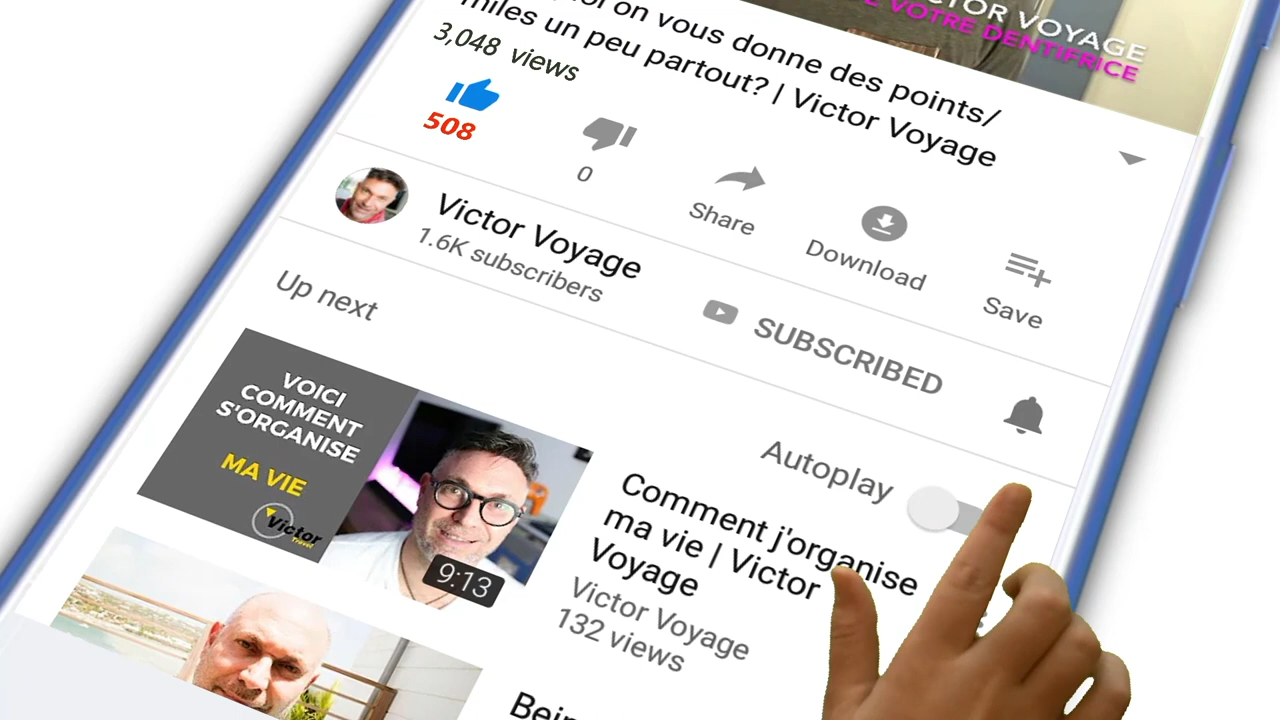 CTOR VOYAGE
E VOTRE DENTIFRICE
on vous donne des points/
miles un peu partout? | Victor Voyage
3,048 views
508
0
Share
Download
Save
Victor Voyage
1.6K subscribers
SUBSCRIBED
Up next
Autoplay
VOICI
COMMENT
S'ORGANISE
MA VIE
Victor
Travel
9:13
Comment j'organise
ma vie | Victor
Voyage
Victor Voyage
132 views